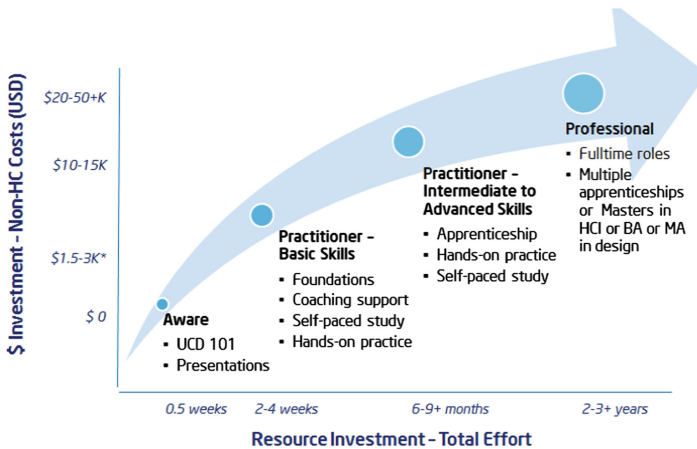 $ Investment – Non-HC Costs (USD)
$20-50+K
$10-15K
$1.5-3K*
$ 0
Aware
▪ UCD 101
▪ Presentations
Practitioner –
Basic Skills
▪ Foundations
▪ Coaching support
▪ Self-paced study
▪ Hands-on practice
Practitioner –
Intermediate to
Advanced Skills
▪ Apprenticeship
▪ Hands-on practice
▪ Self-paced study
Professional
▪ Fulltime roles
▪ Multiple
apprenticeships
or Masters in
HCI or BA or MA
in design
0.5 weeks
2-4 weeks
6-9+ months
2-3+ years
Resource Investment – Total Effort